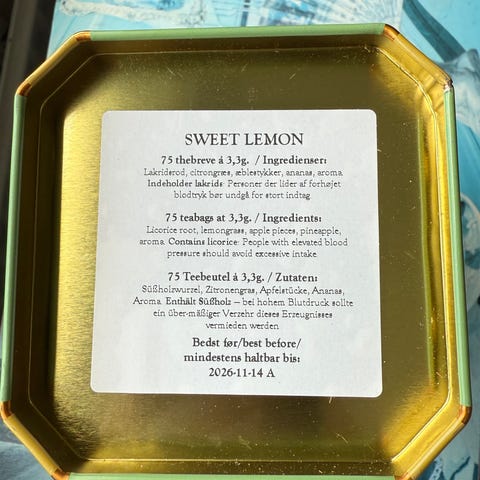 SWEET LEMON
75 thebreve á 3,3g. / Ingredienser:
Lakridsrod, citrongræs, æblestykker, ananas, aroma.
Indeholder lakrids: Personer der lider af forhøjet
blodtryk bør undgå for stort indtag.
75 teabags at 3,3g. / Ingredients:
Licorice root, lemongrass, apple pieces, pineapple,
aroma. Contains licorice: People with elevated blood
pressure should avoid excessive intake.
75 Teebeutel á 3,3g. / Zutaten:
Süßholzwurzel, Zitronengras, Apfelstücke, Ananas,
Aroma. Enthält Süßholz – bei hohem Blutdruck sollte
ein über-mäßiger Verzehr dieses Erzeugnisses
vermieden werden
Bedst før/best before/
mindestens haltbar bis:
2026-11-14 A